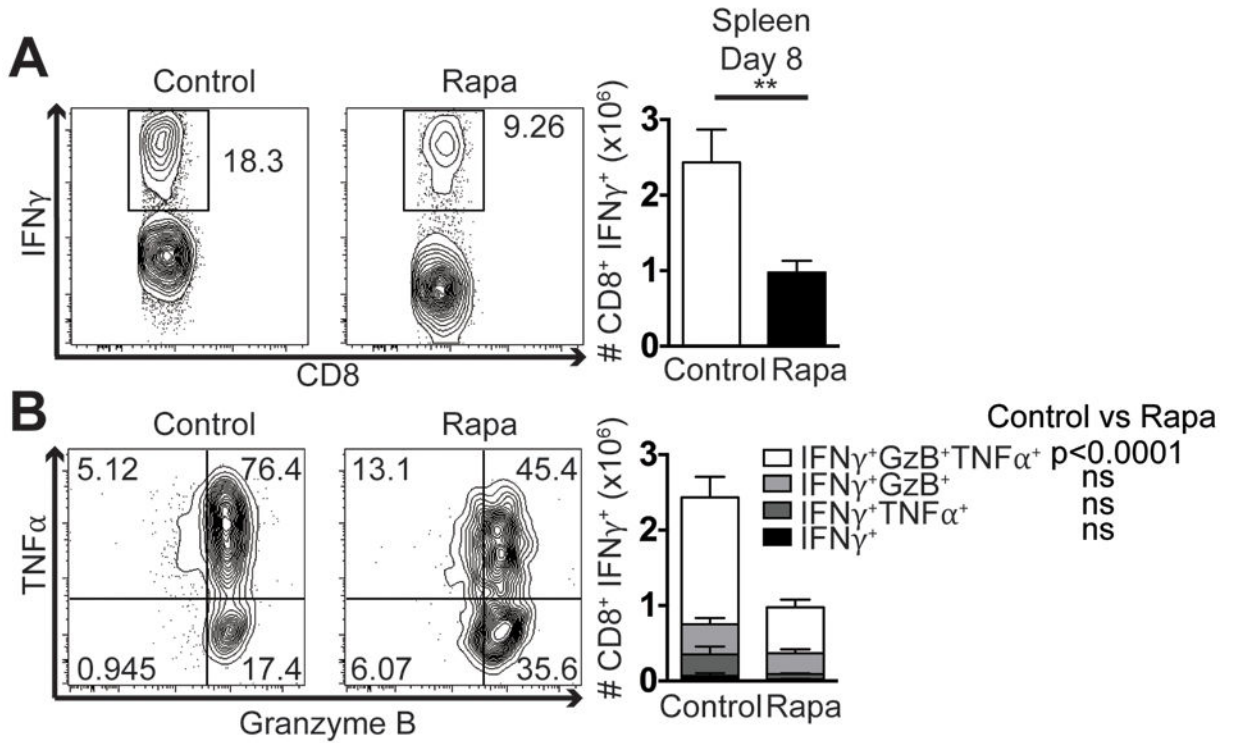 A
Control
Rapa
Spleen
Day 8
**
18.3
9.26
IFNγ
CD8
# CD8⁺ IFNγ⁺ (x10⁶)
3
2
1
0
Control Rapa
B
Control
Rapa
Control vs Rapa
5.12
76.4
13.1
45.4
0.945
17.4
6.07
35.6
TNFα
Granzyme B
# CD8⁺ IFNγ⁺ (x10⁶)
3
2
1
0
IFNγ⁺GzB⁺TNFα⁺ p<0.0001
IFNγ⁺GzB⁺ ns
IFNγ⁺TNFα⁺ ns
IFNγ⁺ ns
Control Rapa